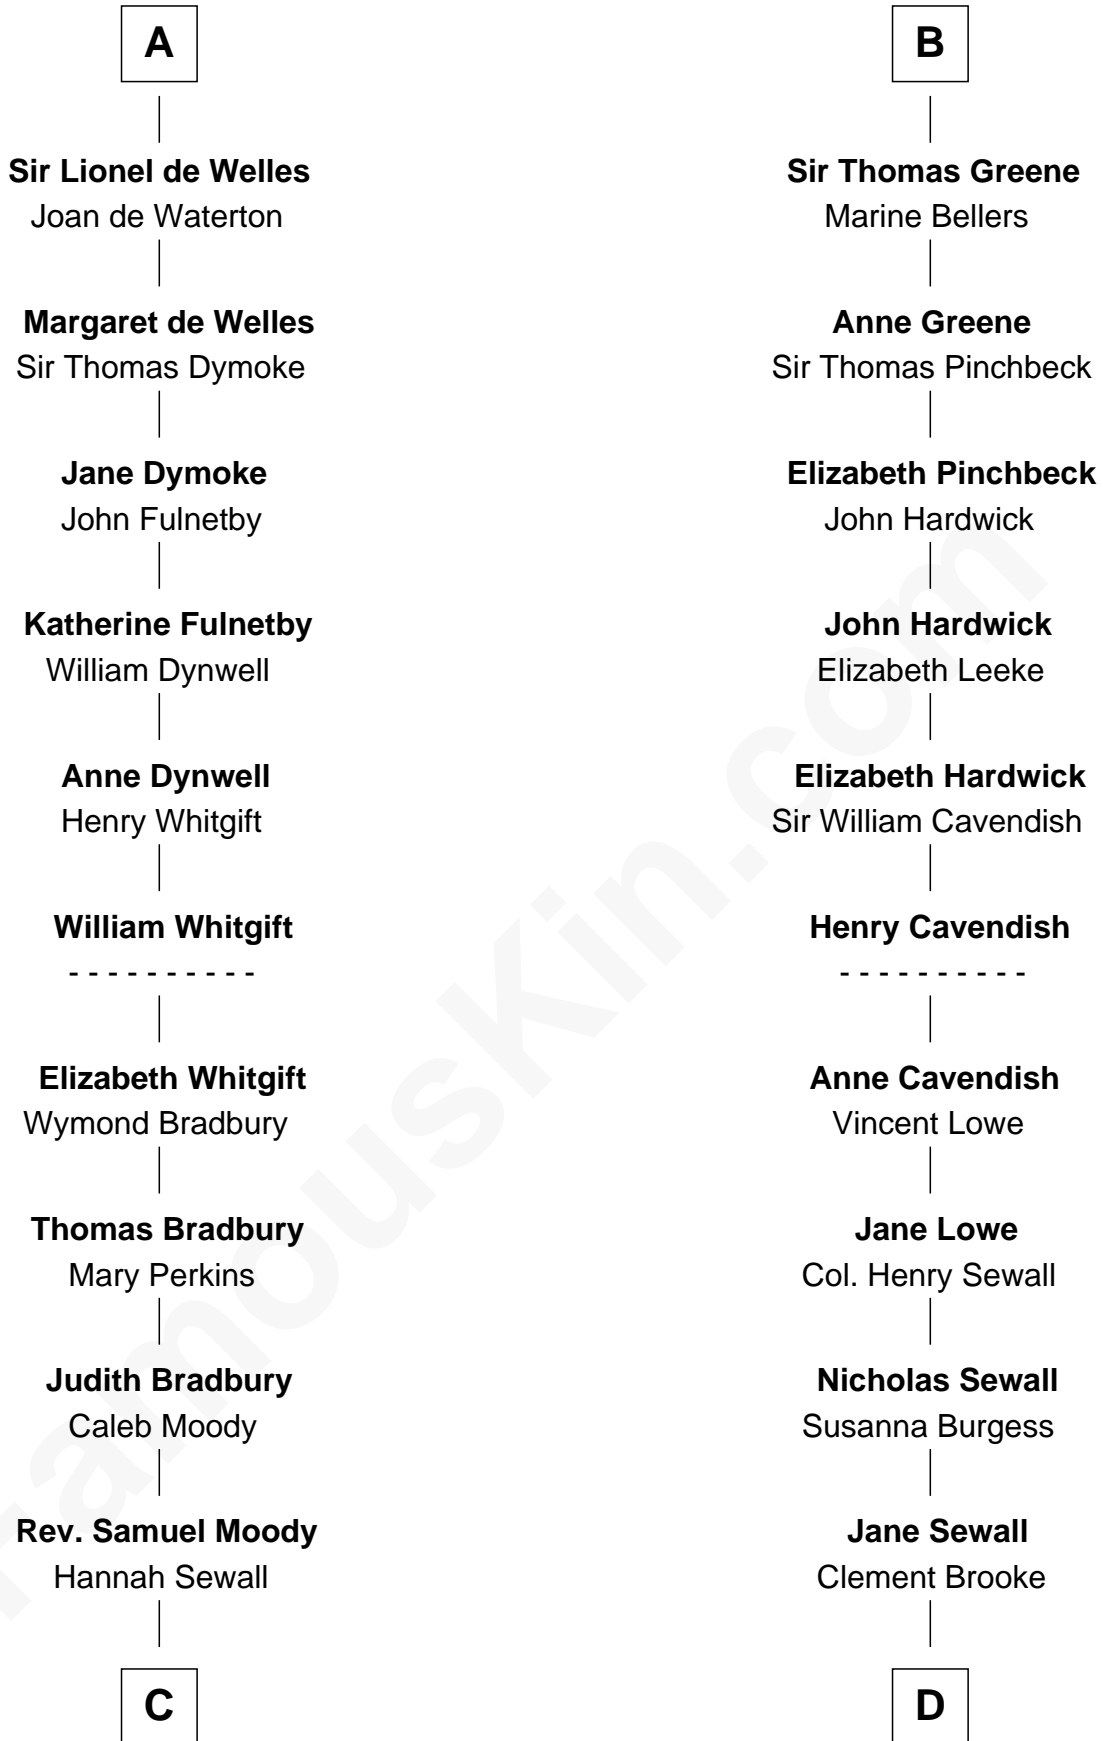 A
Sir Lionel de Welles
Joan de Waterton
Margaret de Welles
Sir Thomas Dymoke
Jane Dymoke
John Fulnetby
Katherine Fulnetby
William Dynwell
Anne Dynwell
Henry Whitgift
William Whitgift
- - - - - - - - - -
Elizabeth Whitgift
Wymond Bradbury
Thomas Bradbury
Mary Perkins
Judith Bradbury
Caleb Moody
Rev. Samuel Moody
Hannah Sewall
C
B
Sir Thomas Greene
Marine Bellers
Anne Greene
Sir Thomas Pinchbeck
Elizabeth Pinchbeck
John Hardwick
John Hardwick
Elizabeth Leeke
Elizabeth Hardwick
Sir William Cavendish
Henry Cavendish
- - - - - - - - - -
Anne Cavendish
Vincent Lowe
Jane Lowe
Col. Henry Sewall
Nicholas Sewall
Susanna Burgess
Jane Sewall
Clement Brooke
D
FamousKin.com